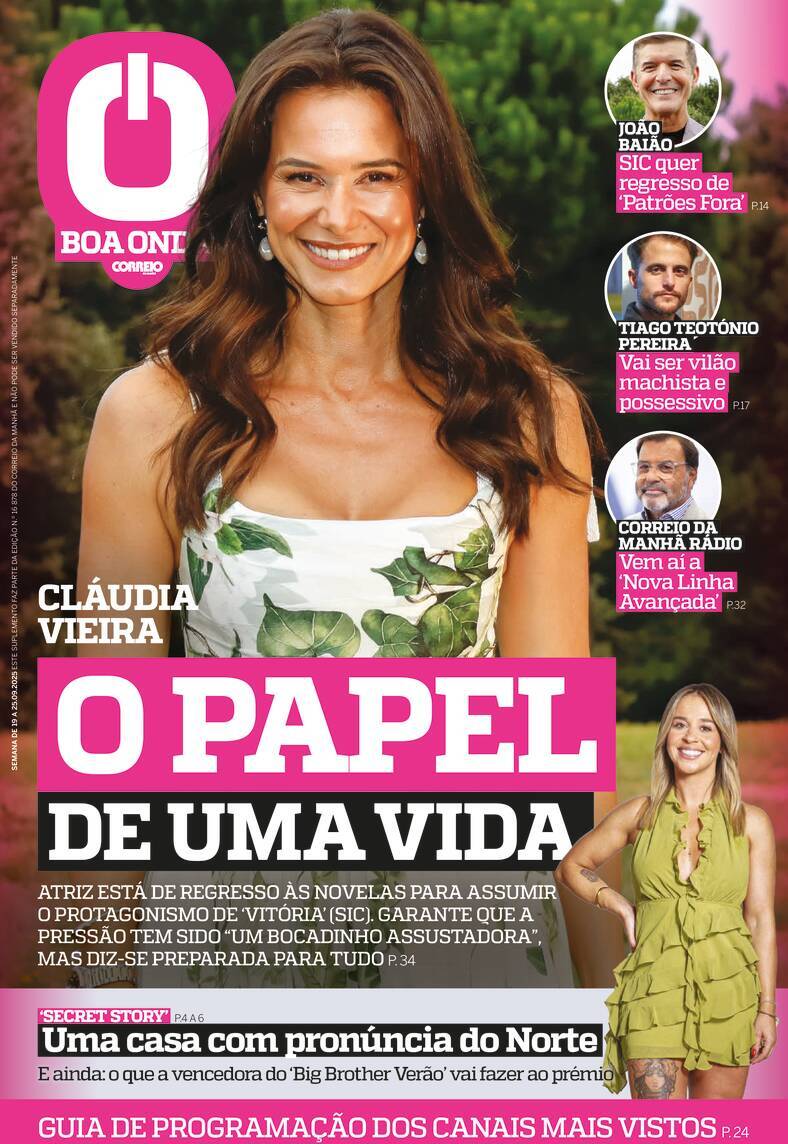 BOA ONDA
CORREIO
JOÃO
BAIÃO
SIC quer
regresso de
‘Patrões Fora’ P.14
TIAGO TEOTÓNIO
PEREIRA
Vai ser vilão
machista e
possessivo P.17
CORREIO DA
MANHÃ RÁDIO
Vem aí a
‘Nova Linha
Avançada’ P.32
SEMANA DE 19 A 25.09.2025 ESTE SUPLEMENTO FAZ PARTE DA EDIÇÃO N.º 16 878 DO CORREIO DA MANHÃ E NÃO PODE SER VENDIDO SEPARADAMENTE
CLÁUDIA
VIEIRA
O PAPEL
DE UMA VIDA
ATRIZ ESTÁ DE REGRESSO ÀS NOVELAS PARA ASSUMIR
O PROTAGONISMO DE ‘VITÓRIA’ (SIC). GARANTE QUE A
PRESSÃO TEM SIDO “UM BOCADINHO ASSUSTADORA”,
MAS DIZ-SE PREPARADA PARA TUDO P. 34
‘SECRET STORY’ P.4 A 6
Uma casa com pronúncia do Norte
E ainda: o que a vencedora do ‘Big Brother Verão’ vai fazer ao prémio
GUIA DE PROGRAMAÇÃO DOS CANAIS MAIS VISTOS P. 24